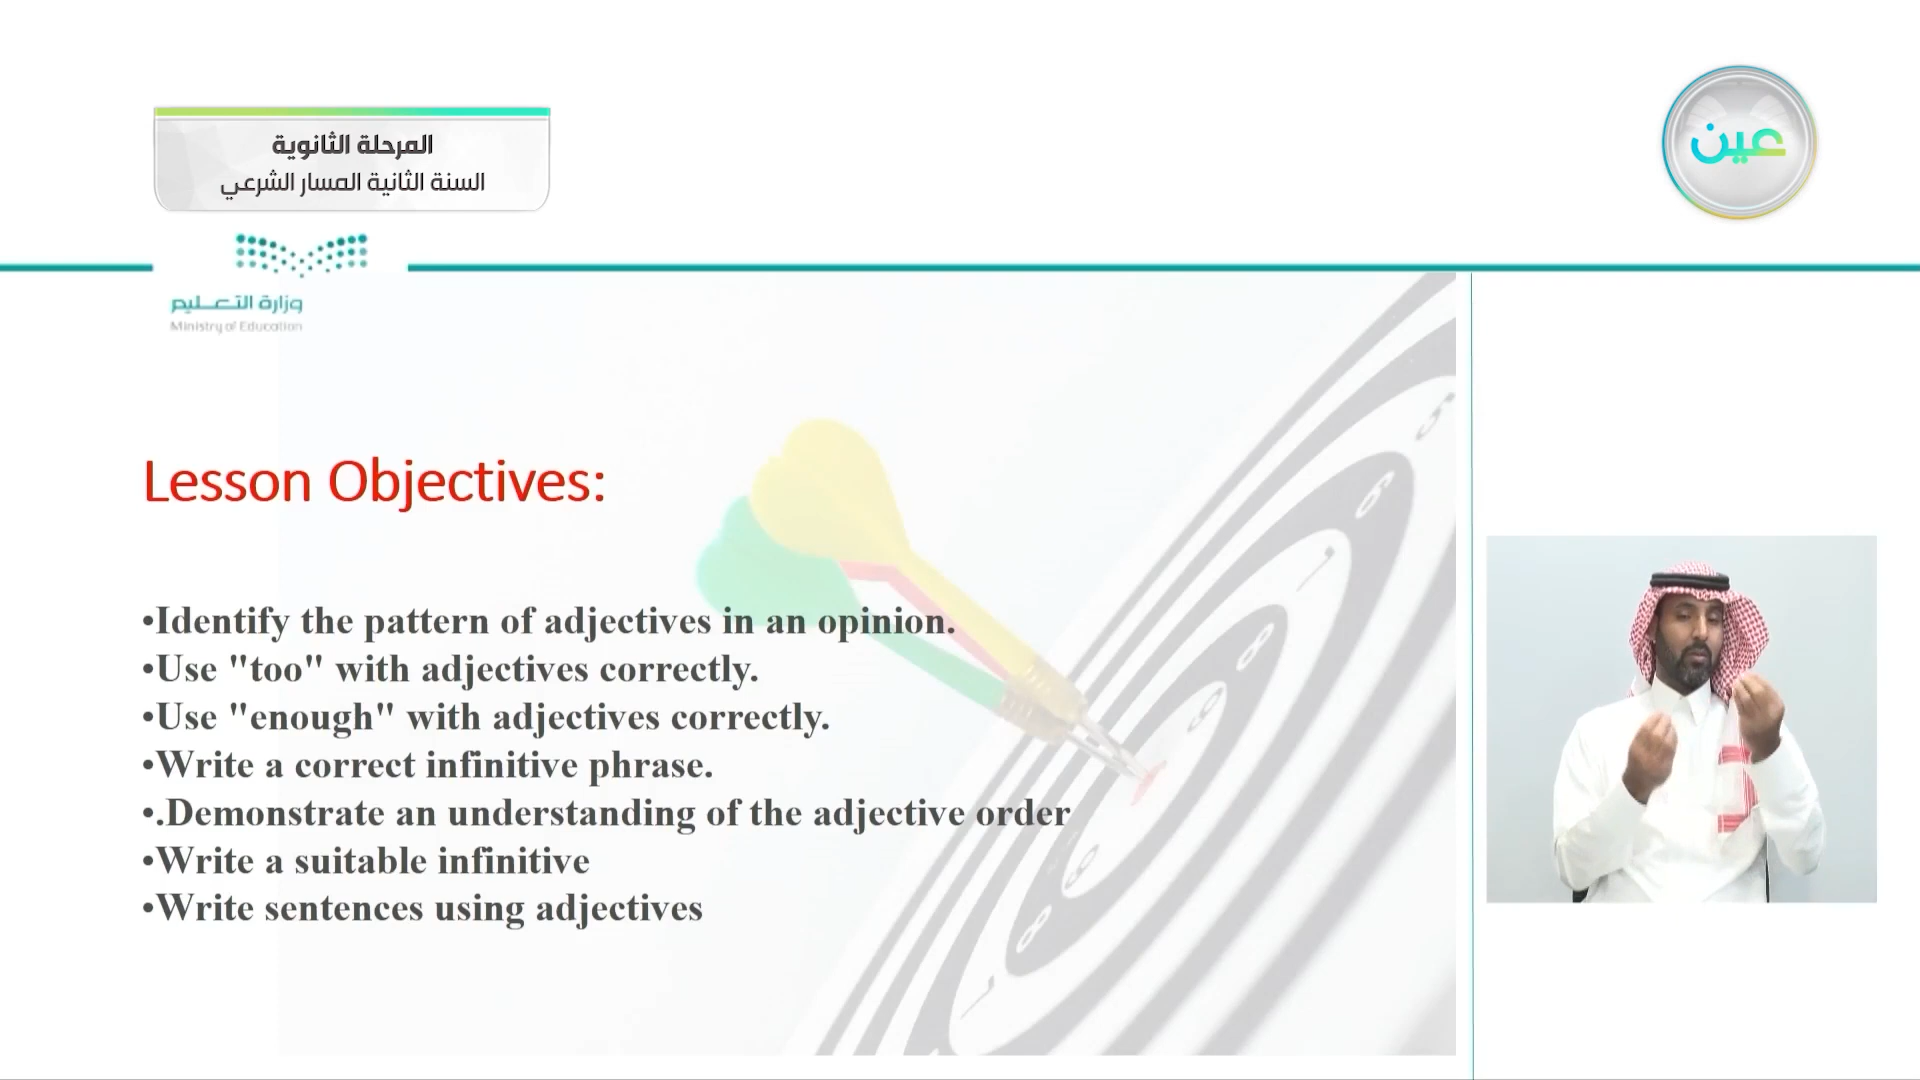 المرحلة الثانوية
السنة الثانية المسار الشرعي
عين
وزارة التعليم
Ministry of Education
Lesson Objectives:
•Identify the pattern of adjectives in an opinion.
•Use "too" with adjectives correctly.
•Use "enough" with adjectives correctly.
•Write a correct infinitive phrase.
•.Demonstrate an understanding of the adjective order
•Write a suitable infinitive
•Write sentences using adjectives